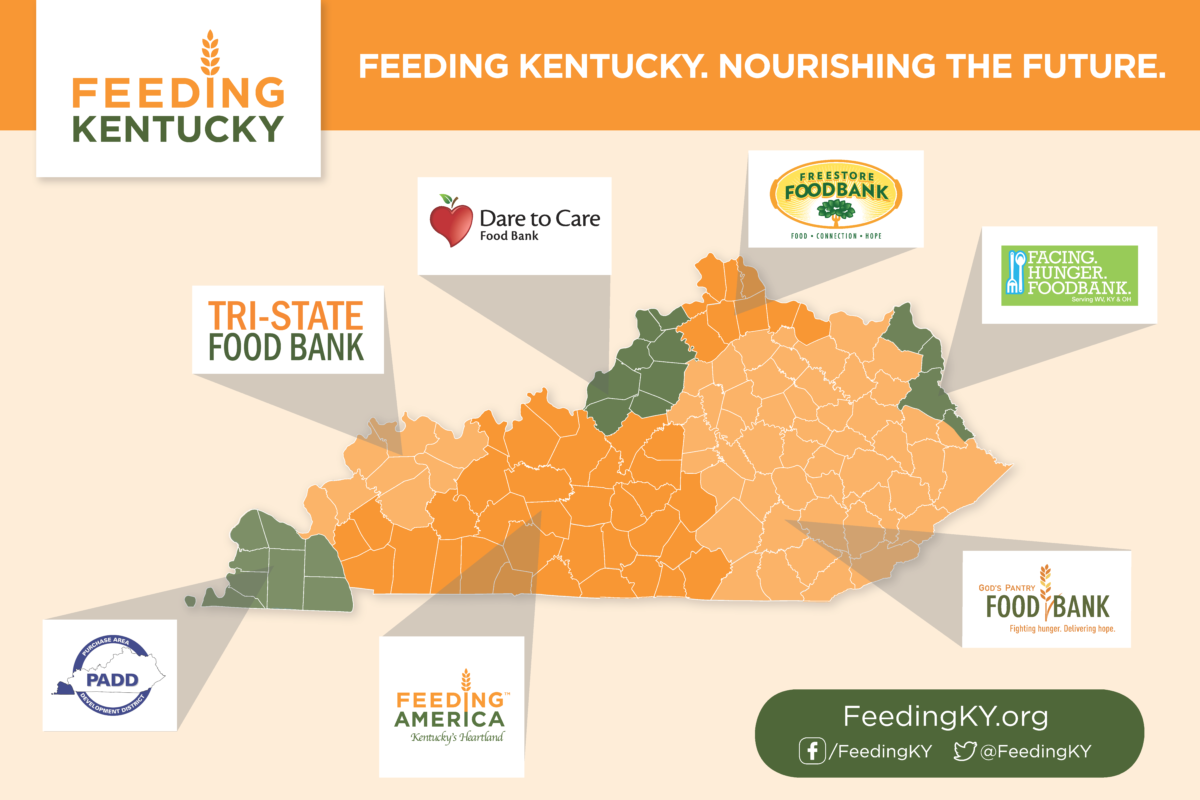 FEEDING
KENTUCKY
FEEDING KENTUCKY. NOURISHING THE FUTURE.
Dare to Care
Food Bank
FREESTORE
FOODBANK
FOOD • CONNECTION • HOPE
FACING.
HUNGER.
FOODBANK.
Serving WV, KY & OH
TRI-STATE
FOOD BANK
GOD'S PANTRY
FOOD BANK
Fighting hunger. Delivering hope.
PURCHASE AREA
PADD
DEVELOPMENT DISTRICT
FEEDING™
AMERICA
Kentucky's Heartland
FeedingKY.org
/FeedingKY
@FeedingKY